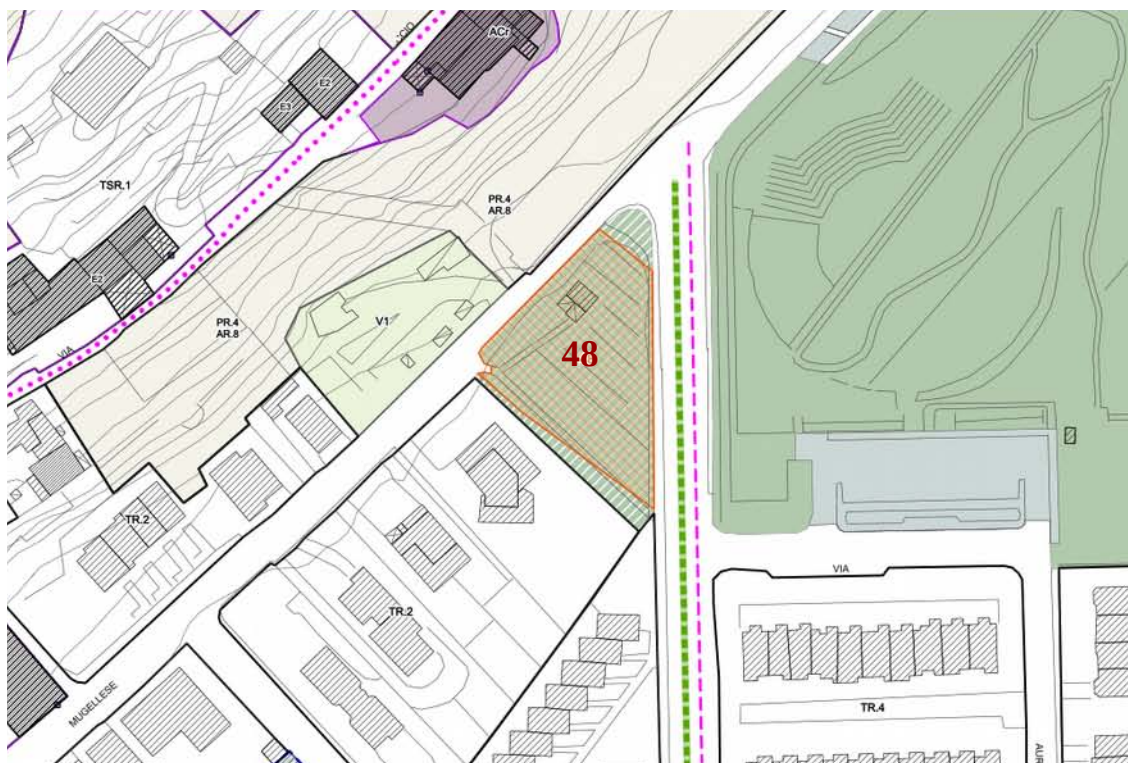 ACr
E2
E3
TSR.1
PR.4
AR.8
E2
V1
PR.4
AR.8
48
VIA
TR.2
VIA
TR.2
MUGELLESE
TR.4